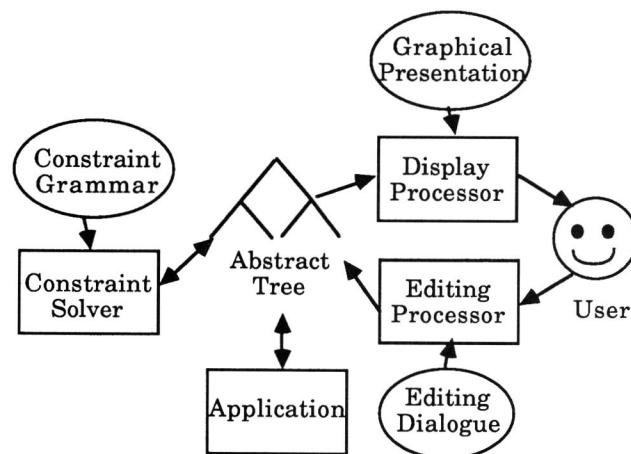 Graphical
Presentation
Constraint
Grammar
Display
Processor
Abstract
Tree
Constraint
Solver
Editing
Processor
User
Application
Editing
Dialogue